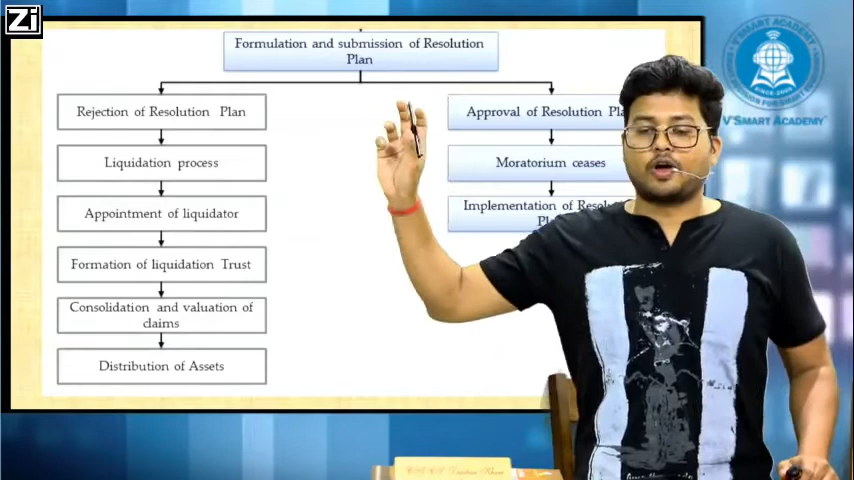 Zi
Formulation and submission of Resolution
Plan
Rejection of Resolution Plan
Approval of Resolution
Liquidation process
Moratorium ceases
Appointment of liquidator
Implementation of
Formation of liquidation Trust
Consolidation and valuation of
claims
Distribution of Assets
V'SMART ACADEMY
V'SMART ACADEMY